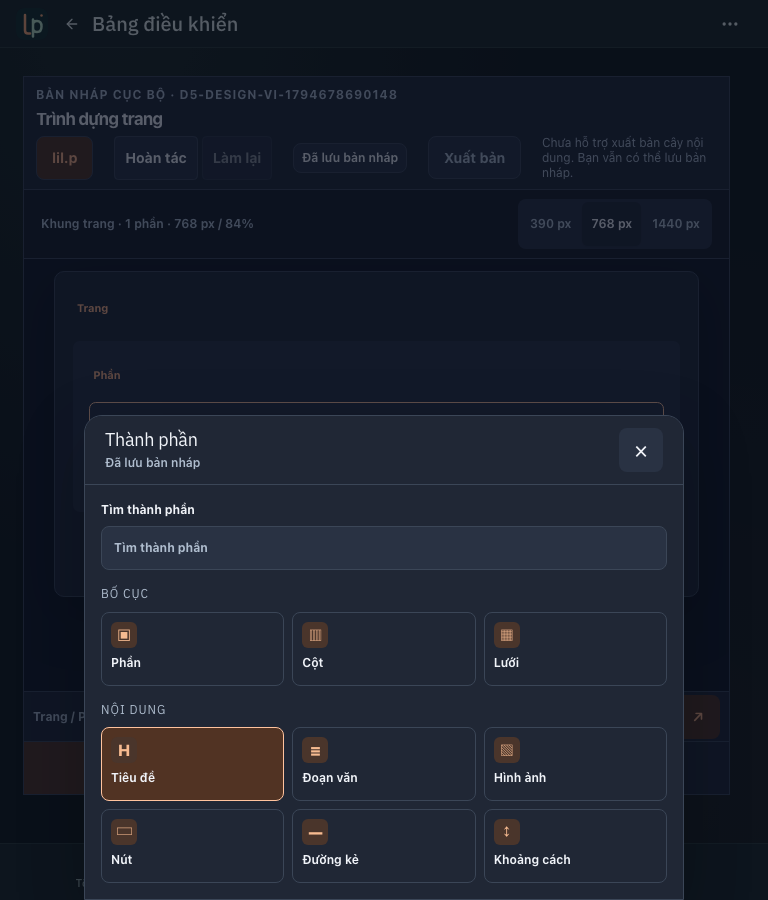 lp
Bảng điều khiển
BẢN NHÁP CỤC BỘ · D5-DESIGN-VI-1794678690148
Trình dựng trang
lil.p
Hoàn tác
Làm lại
Đã lưu bản nháp
Xuất bản
Chưa hỗ trợ xuất bản cây nội
dung. Bạn vẫn có thể lưu bản
nháp.
Khung trang · 1 phần · 768 px / 84%
390 px
768 px
1440 px
Trang
Phần
Thành phần
Đã lưu bản nháp
Tìm thành phần
Tìm thành phần
BỐ CỤC
Phần
Cột
Lưới
NỘI DUNG
H
Tiêu đề
Đoạn văn
Hình ảnh
Nút
Đường kẻ
Khoảng cách
Trang /